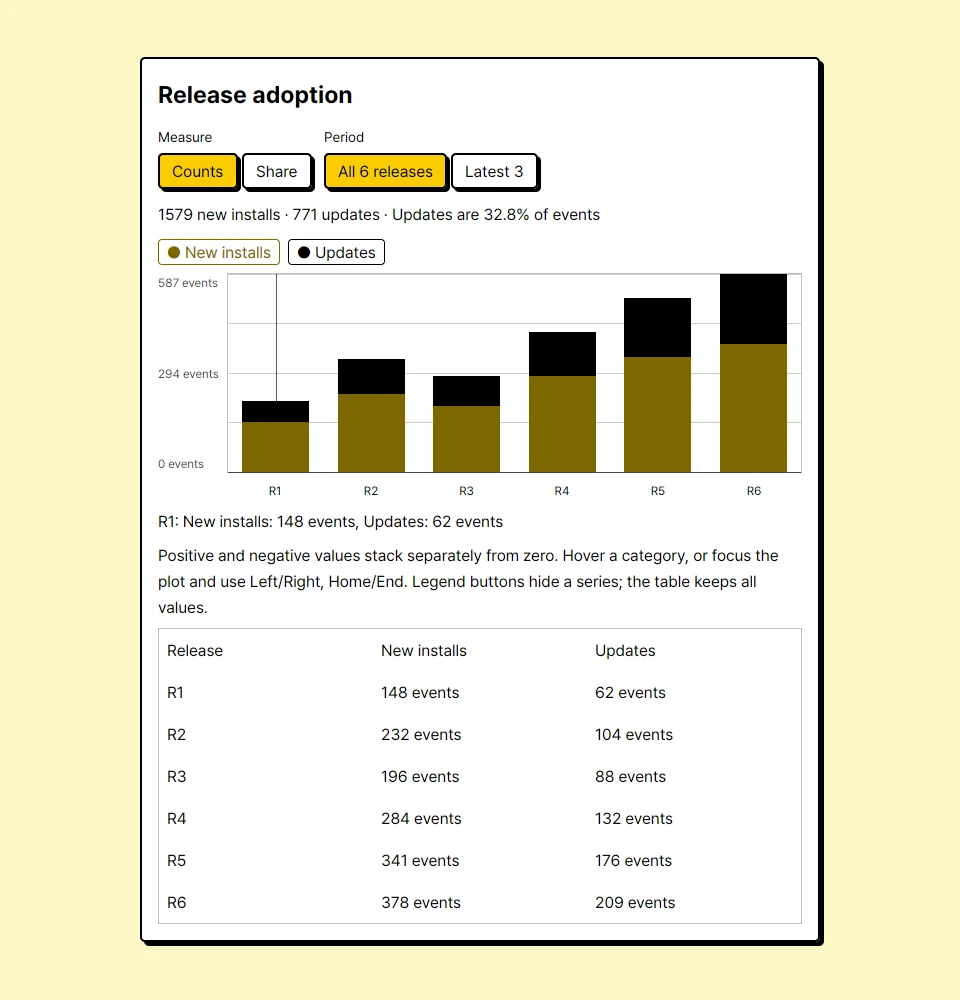 Release adoption
Measure
Period
Counts
Share
All 6 releases
Latest 3
1579 new installs · 771 updates · Updates are 32.8% of events
New installs
Updates
587 events
294 events
0 events
R1 R2 R3 R4 R5 R6
R1: New installs: 148 events, Updates: 62 events
Positive and negative values stack separately from zero. Hover a category, or focus the
plot and use Left/Right, Home/End. Legend buttons hide a series; the table keeps all
values.
Release New installs Updates
R1 148 events 62 events
R2 232 events 104 events
R3 196 events 88 events
R4 284 events 132 events
R5 341 events 176 events
R6 378 events 209 events